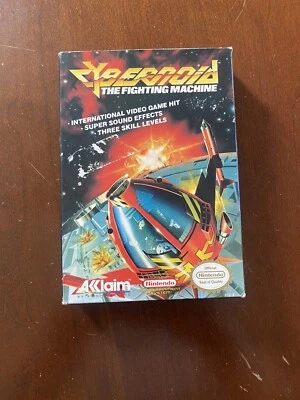 CYBERNOID
THE FIGHTING MACHINE
• INTERNATIONAL VIDEO GAME HIT
• SUPER SOUND EFFECTS
• THREE SKILL LEVELS
AKKlaim
Nintendo
Official
Nintendo
Seal of Quality